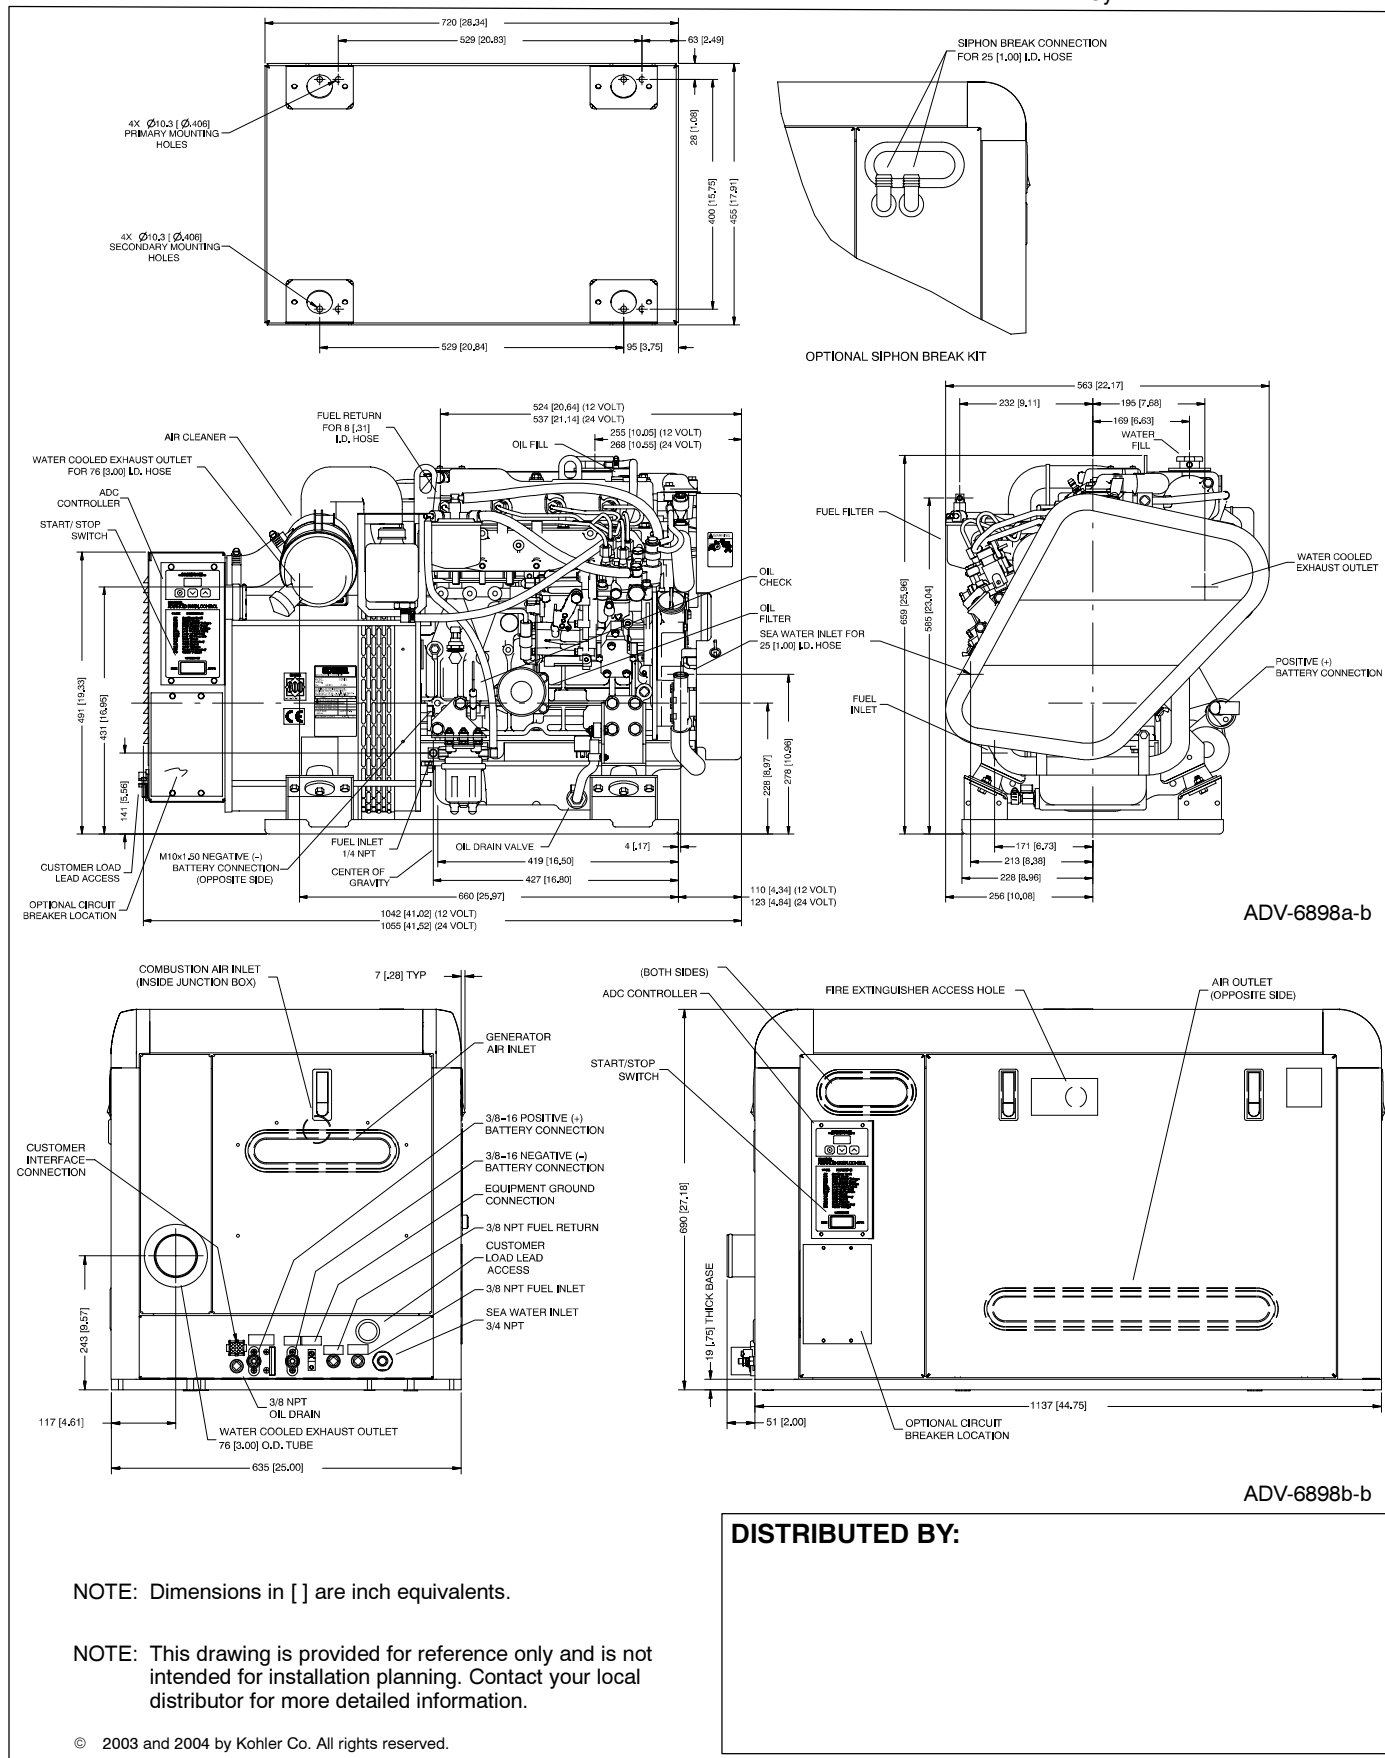 720 [28.34]
529 [20.83]
63 [2.49]
4X Ø10.3 [ Ø.406]
PRIMARY MOUNTING
HOLES
28 [1.08]
400 [15.75]
455 [17.91]
4X Ø10.3 [ Ø.406]
SECONDARY MOUNTING
HOLES
529 [20.84]
95 [3.75]
SIPHON BREAK CONNECTION
FOR 25 [1.00] I.D. HOSE
OPTIONAL SIPHON BREAK KIT
524 [20.64] (12 VOLT)
537 [21.14] (24 VOLT)
255 [10.05] (12 VOLT)
268 [10.55] (24 VOLT)
FUEL RETURN
FOR 8 [.31]
I.D. HOSE
OIL FILL
AIR CLEANER
WATER COOLED EXHAUST OUTLET
FOR 76 [3.00] I.D. HOSE
ADC
CONTROLLER
START/ STOP
SWITCH
OIL
CHECK
OIL
FILTER
SEA WATER INLET FOR
25 [1.00] I.D. HOSE
491 [19.33]
431 [16.95]
141 [5.56]
228 [8.97]
278 [10.96]
CUSTOMER LOAD
LEAD ACCESS
OPTIONAL CIRCUIT
BREAKER LOCATION
M10x1.50 NEGATIVE (-)
BATTERY CONNECTION
(OPPOSITE SIDE)
FUEL INLET
1/4 NPT
CENTER OF
GRAVITY
OIL DRAIN VALVE
4 [.17]
419 [16.50]
427 [16.80]
660 [25.97]
110 [4.34] (12 VOLT)
123 [4.84] (24 VOLT)
1042 [41.02] (12 VOLT)
1055 [41.52] (24 VOLT)
563 [22.17]
232 [9.11]
195 [7.68]
169 [6.63]
WATER
FILL
FUEL FILTER
WATER COOLED
EXHAUST OUTLET
659 [25.96]
585 [23.04]
POSITIVE (+)
BATTERY CONNECTION
FUEL
INLET
171 [6.73]
213 [8.38]
228 [8.96]
256 [10.08]
ADV-6898a-b
COMBUSTION AIR INLET
(INSIDE JUNCTION BOX)
7 [.28] TYP
GENERATOR
AIR INLET
3/8-16 POSITIVE (+)
BATTERY CONNECTION
3/8-16 NEGATIVE (-)
BATTERY CONNECTION
EQUIPMENT GROUND
CONNECTION
3/8 NPT FUEL RETURN
CUSTOMER
LOAD LEAD
ACCESS
3/8 NPT FUEL INLET
SEA WATER INLET
3/4 NPT
CUSTOMER
INTERFACE
CONNECTION
243 [9.57]
117 [4.61]
3/8 NPT
OIL DRAIN
WATER COOLED EXHAUST OUTLET
76 [3.00] O.D. TUBE
635 [25.00]
(BOTH SIDES)
ADC CONTROLLER
START/STOP
SWITCH
FIRE EXTINGUISHER ACCESS HOLE
AIR OUTLET
(OPPOSITE SIDE)
690 [27.18]
19 [.75] THICK BASE
51 [2.00]
1137 [44.75]
OPTIONAL CIRCUIT
BREAKER LOCATION
ADV-6898b-b
DISTRIBUTED BY:
NOTE: Dimensions in [ ] are inch equivalents.
NOTE: This drawing is provided for reference only and is not
intended for installation planning. Contact your local
distributor for more detailed information.
© 2003 and 2004 by Kohler Co. All rights reserved.